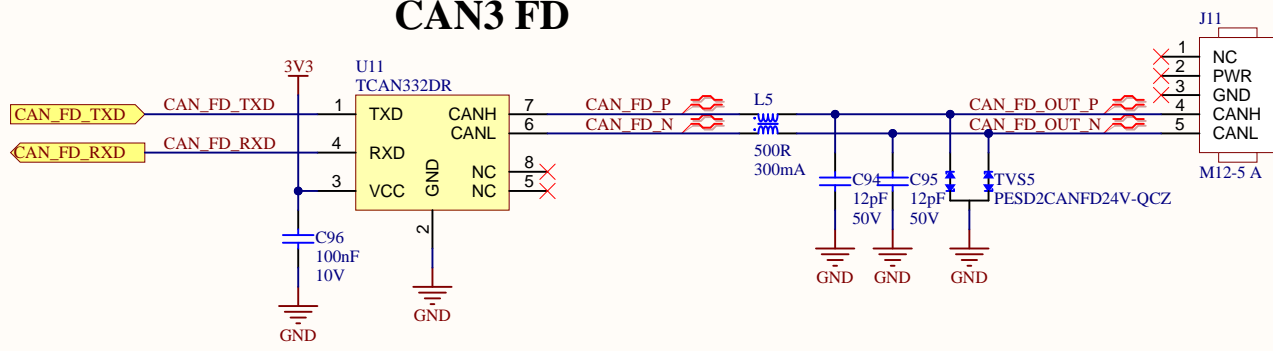 CAN3 FD
J11
3V3
U11
TCAN332DR
CAN_FD_TXD
CAN_FD_TXD
1
TXD
CANH
7
CAN_FD_P
L5
CAN_FD_OUT_P
4
CANH
1
NC
2
PWR
3
GND
CANL
6
CAN_FD_N
CAN_FD_OUT_N
5
CANL
CAN_FD_RXD
CAN_FD_RXD
4
RXD
500R
300mA
NC
8
3
VCC
GND
NC
5
2
C94
12pF
50V
C95
12pF
50V
TVS5
PESD2CANFD24V-QCZ
M12-5 A
C96
100nF
10V
GND
GND
GND
GND
GND